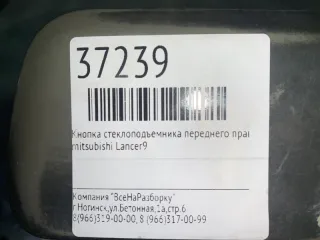 37239
Кнопка стеклоподъемника переднего прав
mitsubishi Lancer9
Компания "ВсеНаРазборку"
г.Ногинск,ул.Бетонная,1а,стр.6
8(966)319-00-00, 8 (966)317-00-99